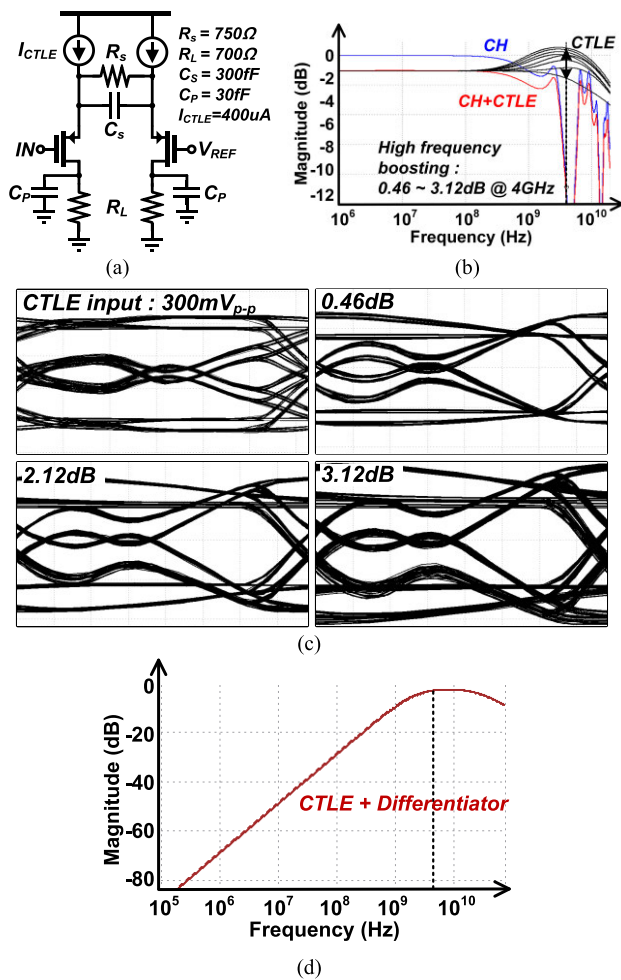 I_CTLE
R_s
R_s = 750Ω
R_L = 700Ω
C_S = 300fF
C_P = 30fF
I_CTLE=400uA
C_s
IN
V_REF
C_P
R_L
C_P
(a)
Magnitude (dB)
0
-2
-4
-6
-8
-10
-12
CH
CTLE
CH+CTLE
High frequency
boosting :
0.46 ~ 3.12dB @ 4GHz
10^6 10^7 10^8 10^9 10^10
Frequency (Hz)
(b)
CTLE input : 300mV_p-p
0.46dB
2.12dB
3.12dB
(c)
Magnitude (dB)
0
-20
-40
-60
-80
CTLE + Differentiator
10^5 10^6 10^7 10^8 10^9 10^10
Frequency (Hz)
(d)